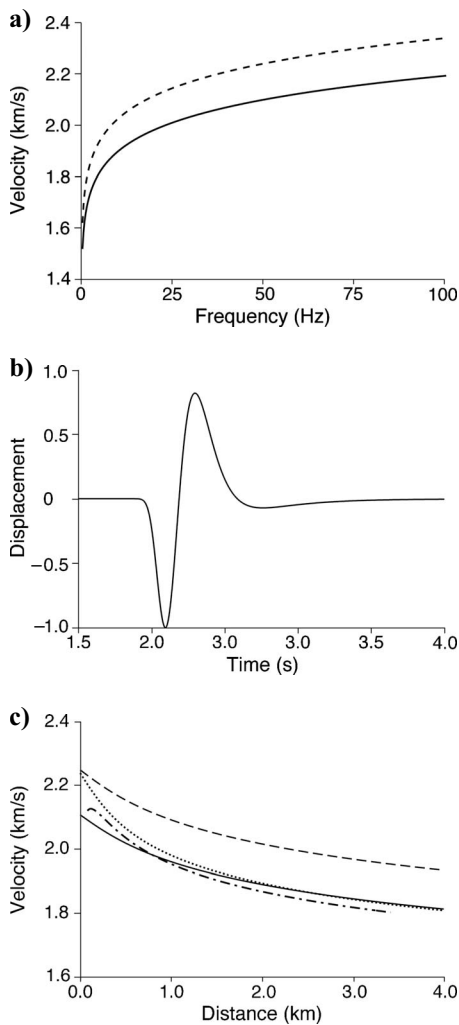 a)
2.4
2.2
2.0
1.8
1.6
1.4
Velocity (km/s)
0 25 50 75 100
Frequency (Hz)
b)
1.0
0.5
0
−0.5
−1.0
Displacement
1.5 2.0 3.0 3.0 3.5 4.0
Time (s)
c)
2.4
2.2
2.0
1.8
1.6
Velocity (km/s)
0.0 1.0 2.0 3.0 4.0
Distance (km)